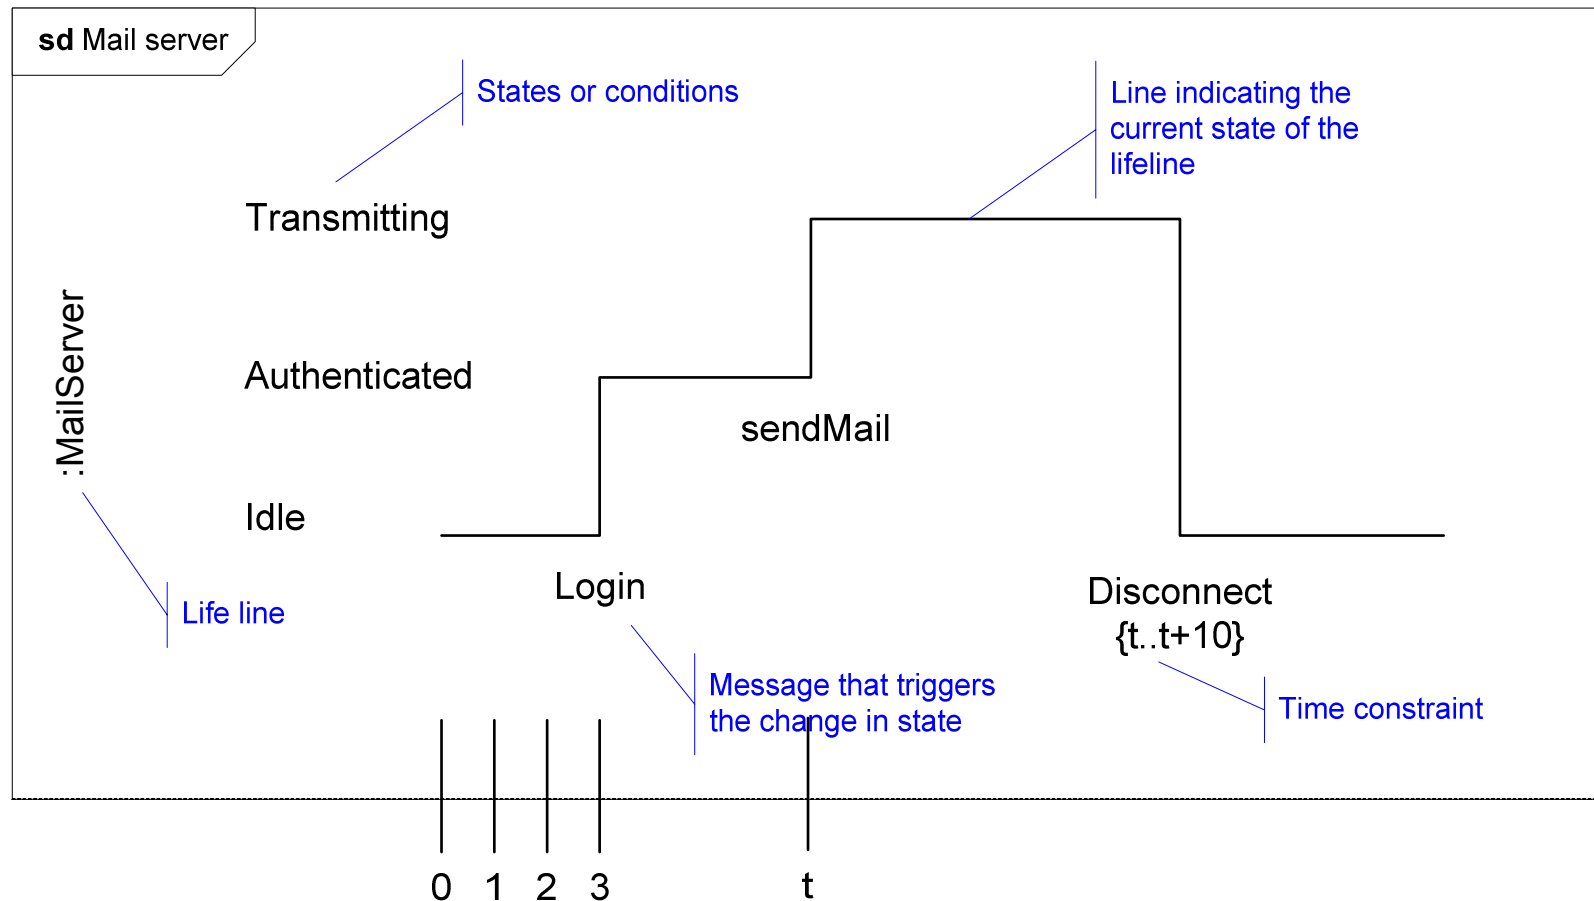 sd Mail server
States or conditions
Line indicating the
current state of the
lifeline
Transmitting
:MailServer
Authenticated
sendMail
Idle
Login
Disconnect
{t..t+10}
Life line
Message that triggers
the change in state
Time constraint
0 1 2 3 t